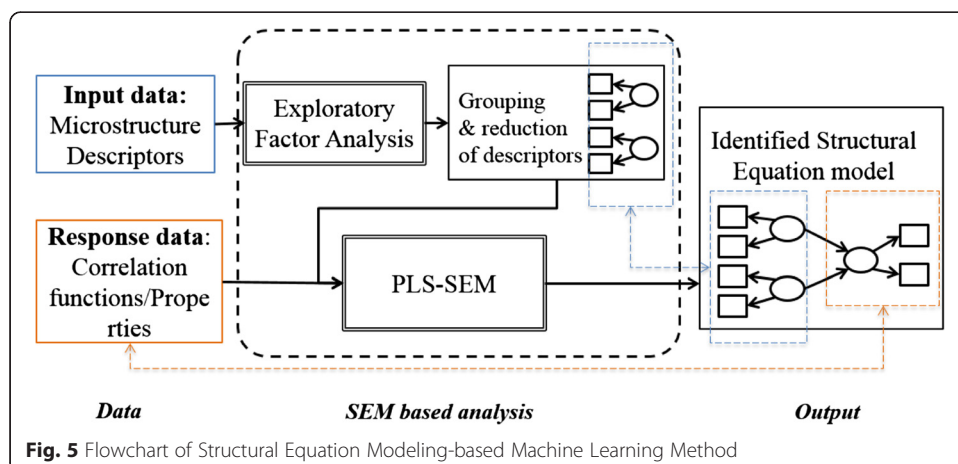 Input data:
Microstructure
Descriptors
Exploratory
Factor Analysis
Grouping
& reduction
of descriptors
Identified Structural
Equation model
Response data:
Correlation
functions/Prope
rties
PLS-SEM
Data
SEM based analysis
Output
Fig. 5 Flowchart of Structural Equation Modeling-based Machine Learning Method